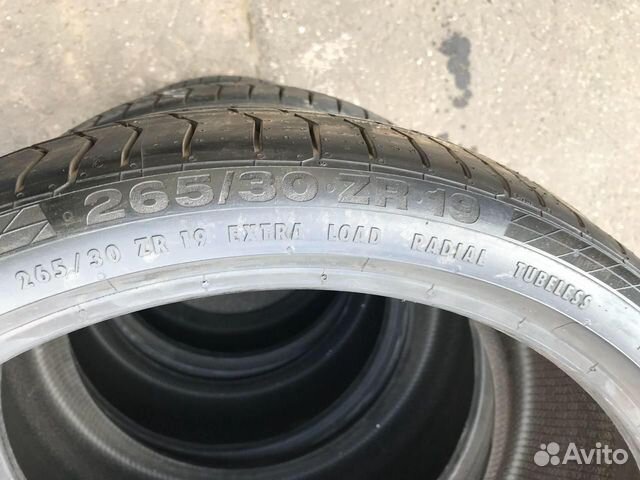 265/30 ZR 19
265/30 ZR 19 EXTRA LOAD RADIAL TUBELESS
Avito